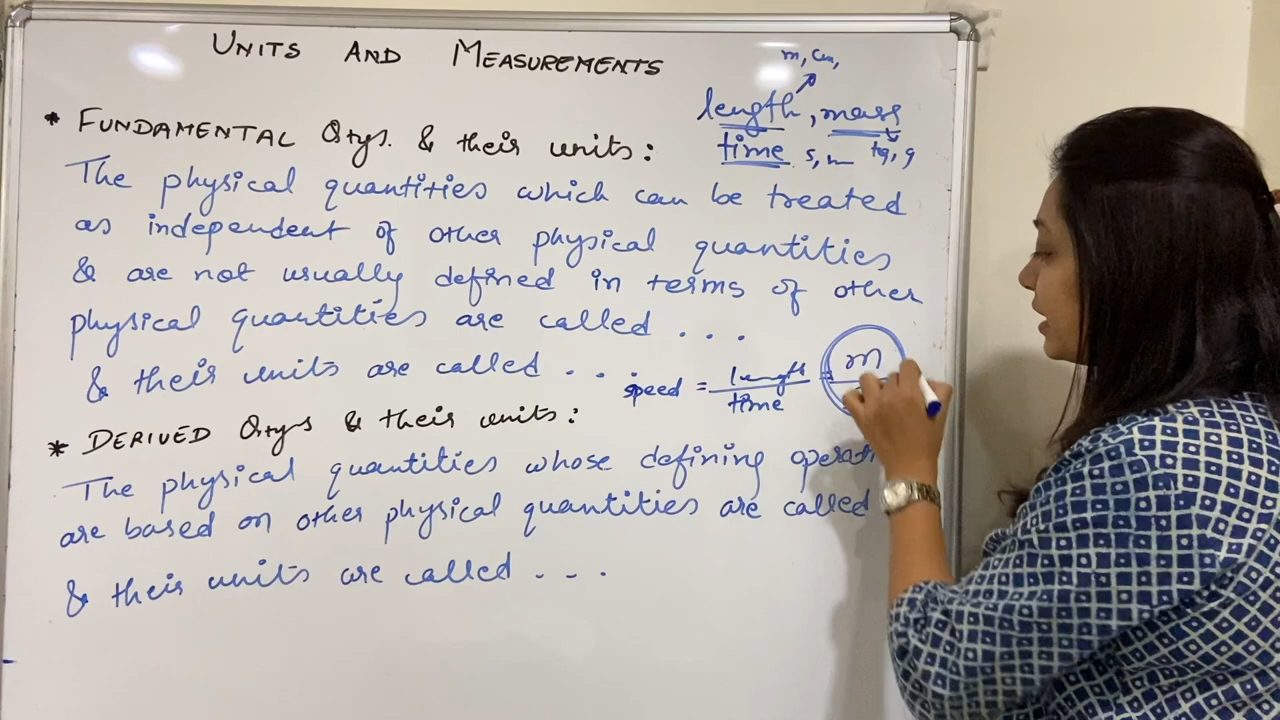 UNITS AND MEASUREMENTS
m, cm,
length, mass
time s, m kg, g
* FUNDAMENTAL Qtys. & their units:
The physical quantities which can be treated
as independent of other physical quantities
& are not usually defined in terms of other
physical quantities are called . . .
& their units are called . . .
speed = length / time = m
* DERIVED Qtys & their units:
The physical quantities whose defining operati
are based on other physical quantities are called
& their units are called . . .